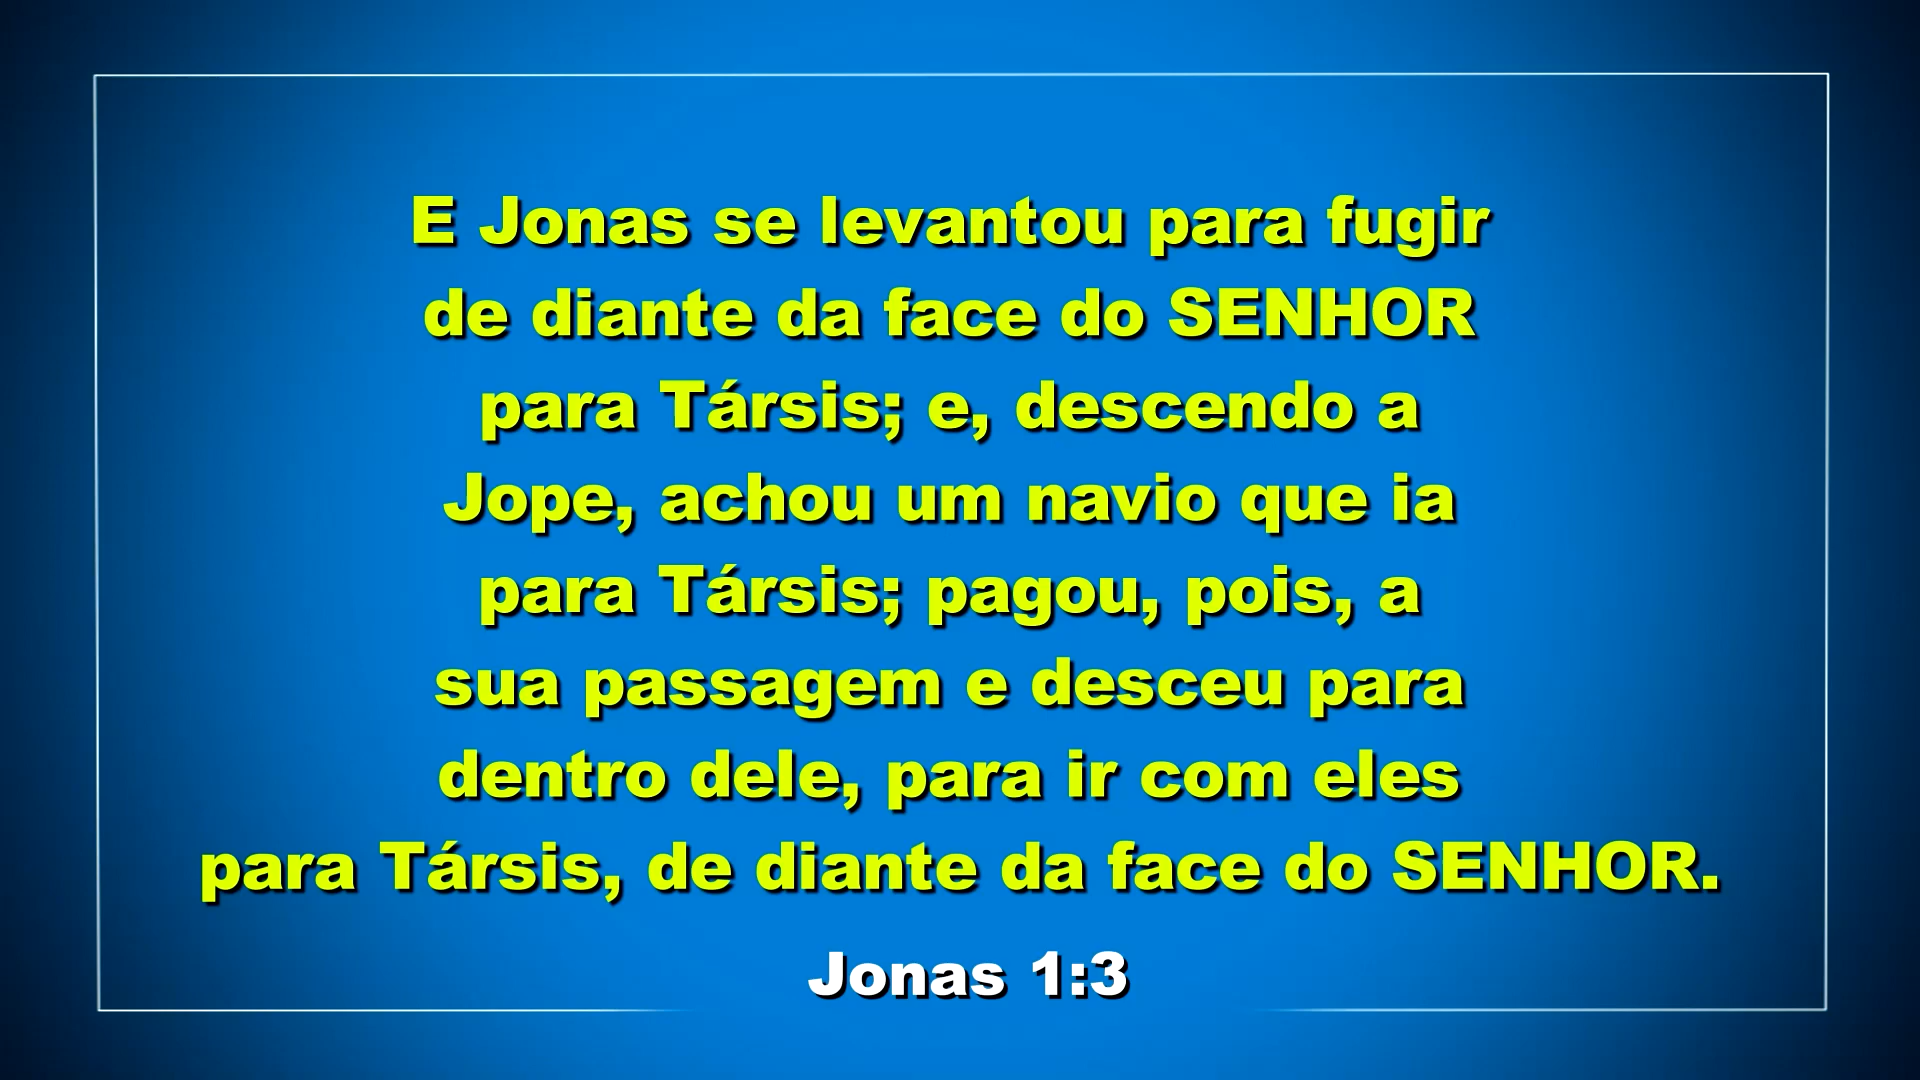 E Jonas se levantou para fugir
de diante da face do SENHOR
para Társis; e, descendo a
Jope, achou um navio que ia
para Társis; pagou, pois, a
sua passagem e desceu para
dentro dele, para ir com eles
para Társis, de diante da face do SENHOR.
Jonas 1:3